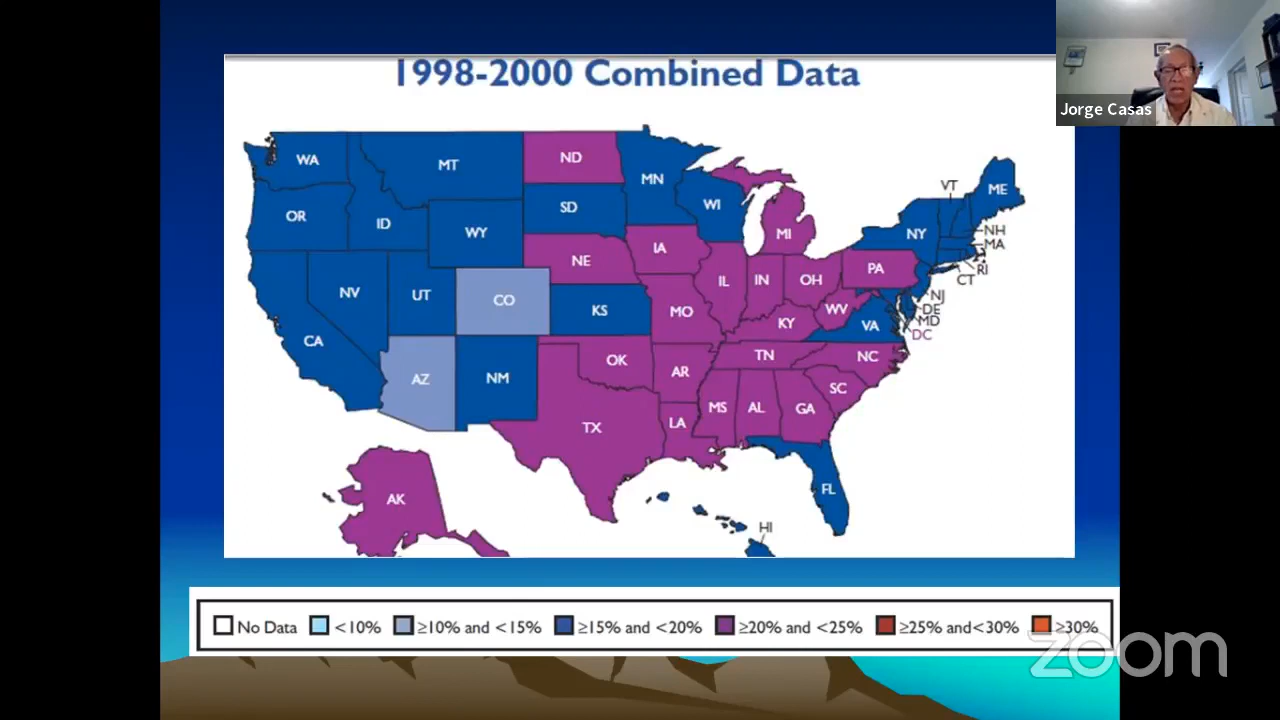 1998-2000 Combined Data
Jorge Casas
WA
MT
ND
MN
OR
ID
WY
SD
WI
MI
VT
ME
NY
NH
MA
RI
CT
NV
UT
CO
NE
IA
IL
IN
OH
PA
NJ
DE
MD
DC
CA
KS
MO
KY
WV
VA
AZ
NM
OK
AR
TN
NC
SC
TX
LA
MS
AL
GA
FL
AK
HI
No Data <10% ≥10% and <15% ≥15% and <20% ≥20% and <25% ≥25% and<30% ≥30%
zoom